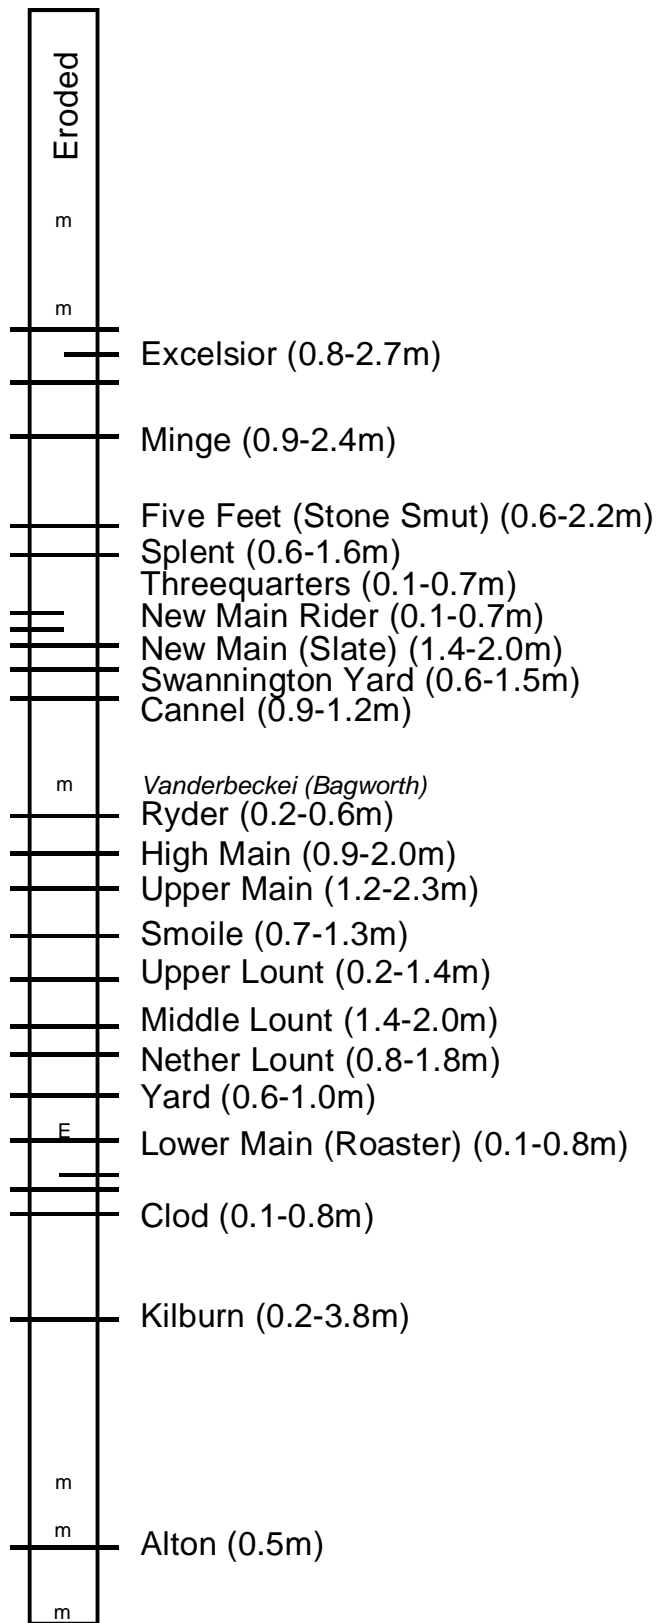 Eroded
m
m
Excelsior (0.8-2.7m)
Minge (0.9-2.4m)
Five Feet (Stone Smut) (0.6-2.2m)
Splent (0.6-1.6m)
Threequarters (0.1-0.7m)
New Main Rider (0.1-0.7m)
New Main (Slate) (1.4-2.0m)
Swannington Yard (0.6-1.5m)
Cannel (0.9-1.2m)
m Vanderbeckei (Bagworth)
Ryder (0.2-0.6m)
High Main (0.9-2.0m)
Upper Main (1.2-2.3m)
Smoile (0.7-1.3m)
Upper Lount (0.2-1.4m)
Middle Lount (1.4-2.0m)
Nether Lount (0.8-1.8m)
Yard (0.6-1.0m)
E
Lower Main (Roaster) (0.1-0.8m)
Clod (0.1-0.8m)
Kilburn (0.2-3.8m)
m
m
Alton (0.5m)
m